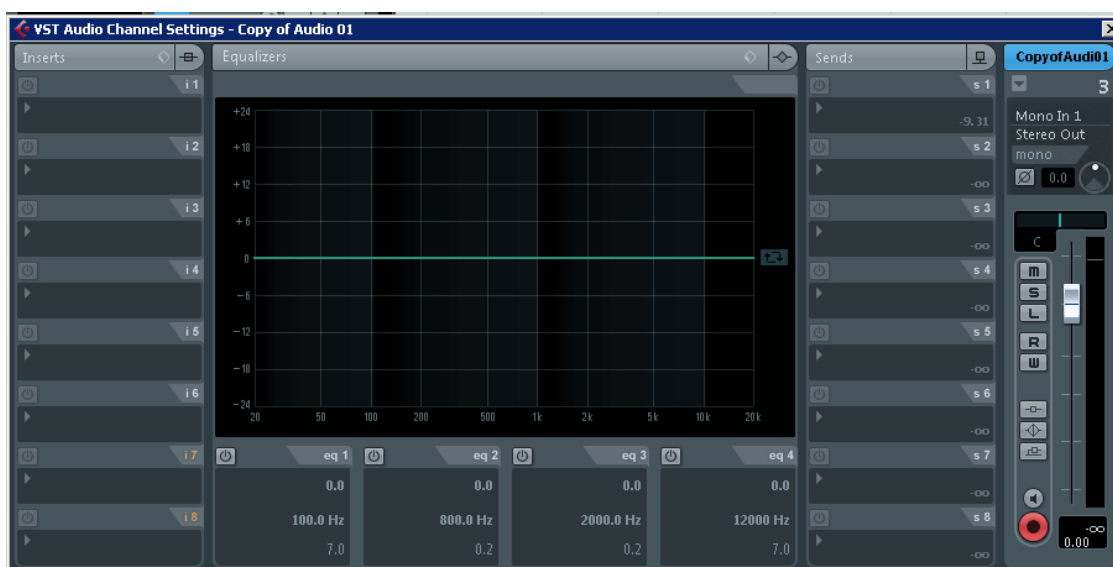 VST Audio Channel Settings - Copy of Audio 01
Inserts
i 1
i 2
i 3
i 4
i 5
i 6
i 7
i 8
Equalizers
+24
+18
+12
+6
0
-6
-12
-18
-24
20 50 100 200 500 1k 2k 5k 10k 20k
eq 1
0.0
100.0 Hz
7.0
eq 2
0.0
800.0 Hz
0.2
eq 3
0.0
2000.0 Hz
0.2
eq 4
0.0
12000 Hz
7.0
Sends
s 1
-9.31
s 2
-oo
s 3
-oo
s 4
-oo
s 5
-oo
s 6
-oo
s 7
-oo
s 8
-oo
CopyofAudi01
3
Mono In 1
Stereo Out
mono
0.0
C
M
S
L
R
W
-oo
0.00